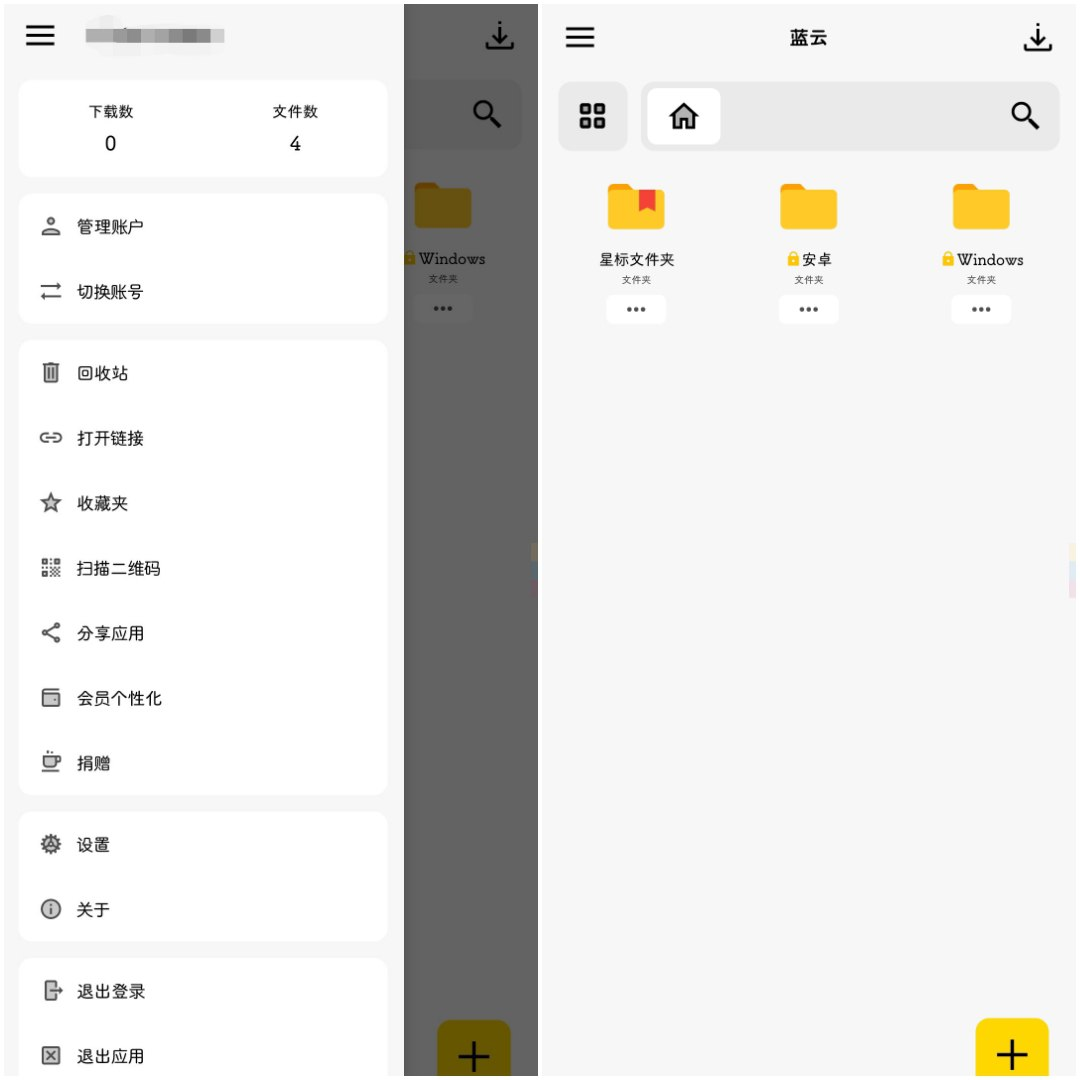 下载数
文件数
0
4
管理账户
切换账号
回收站
打开链接
收藏夹
扫描二维码
分享应用
会员个性化
捐赠
设置
关于
退出登录
退出应用
Windows
文件夹
蓝云
星标文件夹
文件夹
安卓
文件夹
Windows
文件夹